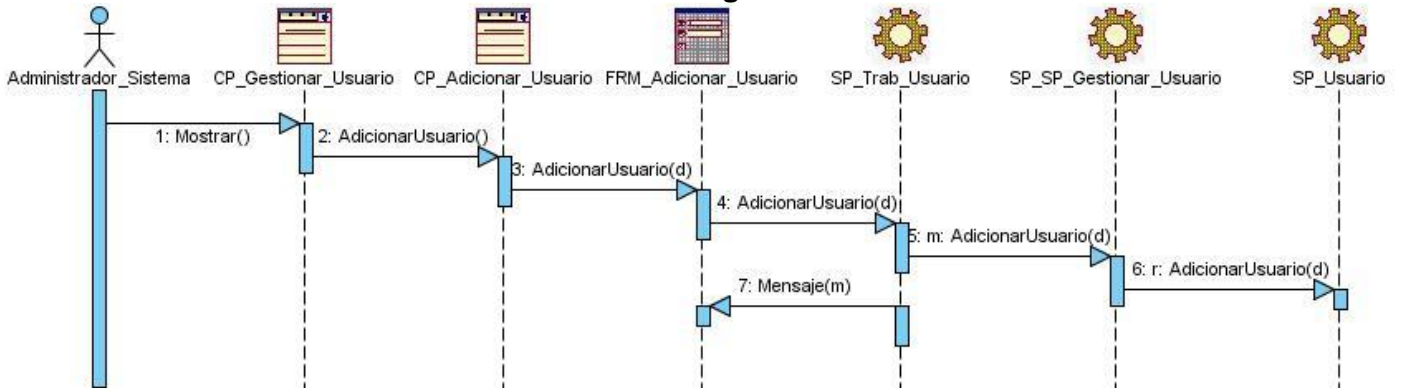 Administrador_Sistema
CP_Gestionar_Usuario
CP_Adicionar_Usuario
FRM_Adicionar_Usuario
SP_Trab_Usuario
SP_SP_Gestionar_Usuario
SP_Usuario
1: Mostrar()
2: AdicionarUsuario()
3: AdicionarUsuario(d)
4: AdicionarUsuario(d)
5: m: AdicionarUsuario(d)
6: r: AdicionarUsuario(d)
7: Mensaje(m)